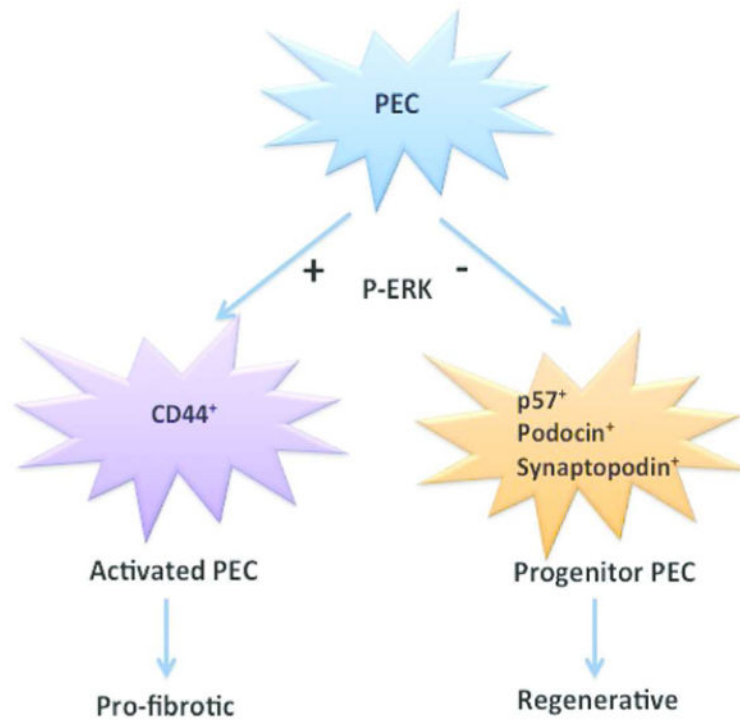 PEC
+
P-ERK
-
CD44⁺
p57⁺
Podocin⁺
Synaptopodin⁺
Activated PEC
Progenitor PEC
Pro-fibrotic
Regenerative